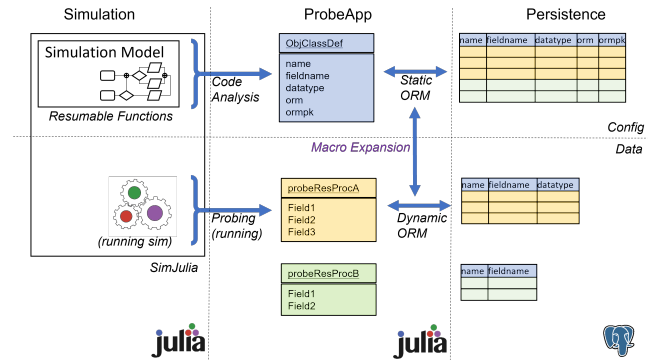 Simulation
ProbeApp
Persistence
Simulation Model
Resumable Functions
Code
Analysis
ObjClassDef
name
fieldname
datatype
orm
ormpk
Static
ORM
name fieldname datatype orm ormpk
Config
Macro Expansion
Data
(running sim)
SimJulia
Probing
(running)
probeResProcA
Field1
Field2
Field3
Dynamic
ORM
name fieldname datatype
probeResProcB
Field1
Field2
name fieldname
julia
julia